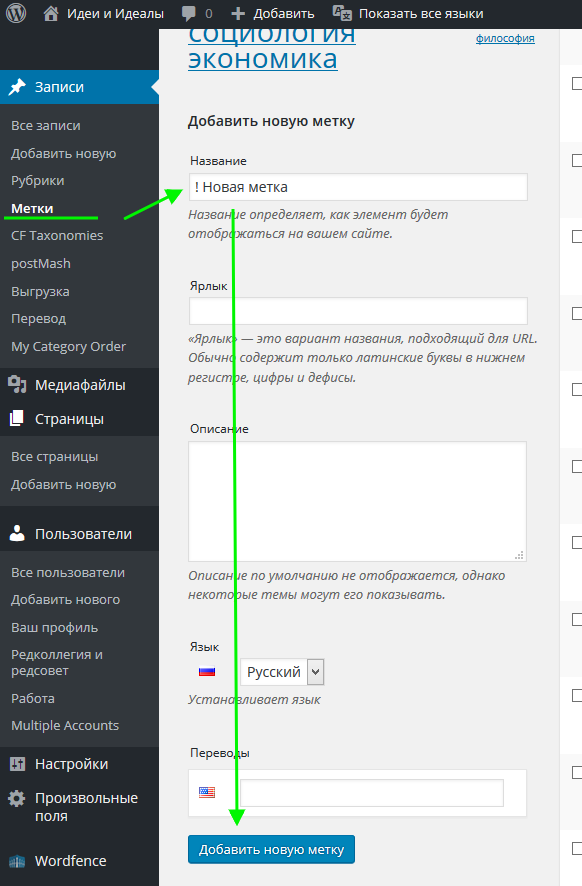 Идеи и Идеалы 0 Добавить Показать все языки
социология
экономика
философия
Записи
Все записи
Добавить новую
Рубрики
Метки
CF Taxonomies
postMash
Выгрузка
Перевод
My Category Order
Медиафайлы
Страницы
Все страницы
Добавить новую
Пользователи
Все пользователи
Добавить нового
Ваш профиль
Редколлегия и
редсовет
Работа
Multiple Accounts
Настройки
Произвольные
поля
Wordfence
Добавить новую метку
Название
! Новая метка
Название определяет, как элемент будет
отображаться на вашем сайте.
Ярлык
«Ярлык» — это вариант названия, подходящий для URL.
Обычно содержит только латинские буквы в нижнем
регистре, цифры и дефисы.
Описание
Описание по умолчанию не отображается, однако
некоторые темы могут его показывать.
Язык
Русский
Устанавливает язык
Переводы
Добавить новую метку